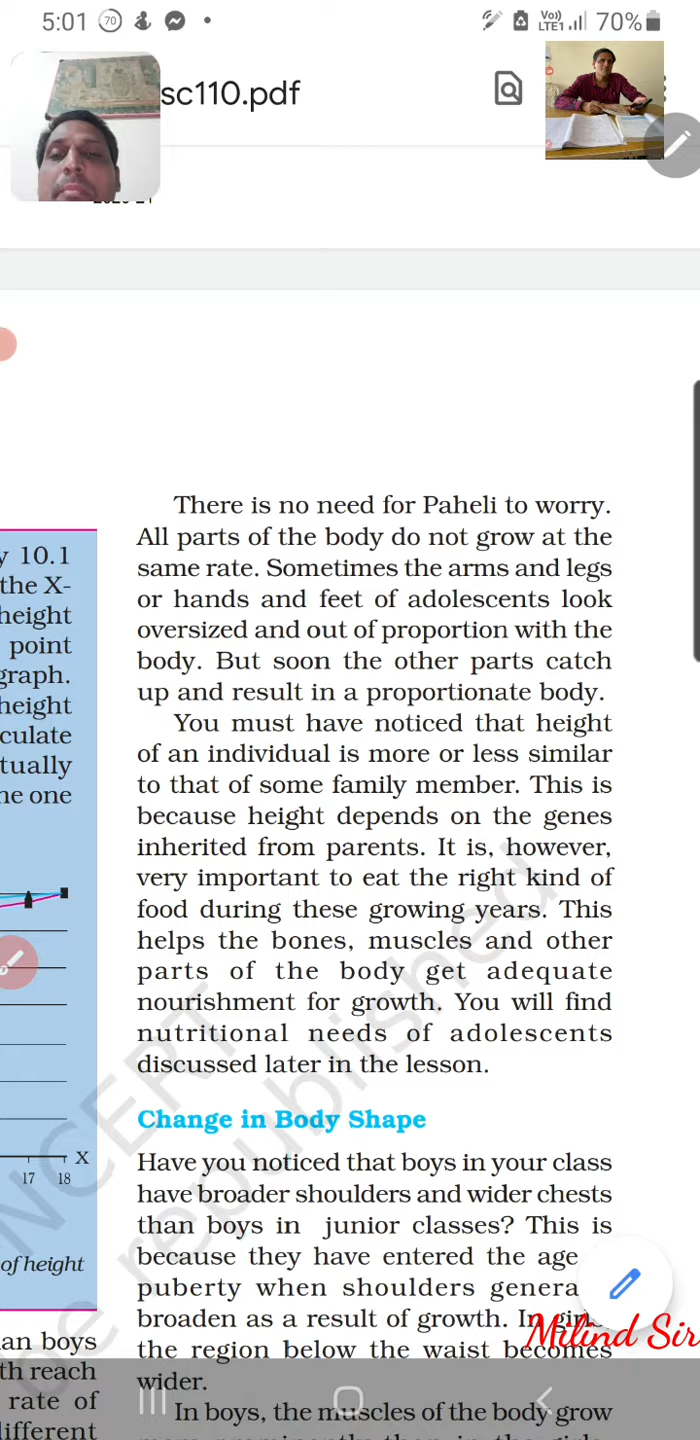 5:01
70
Vo))
LTE1
70%
sc110.pdf
There is no need for Paheli to worry.
All parts of the body do not grow at the
same rate. Sometimes the arms and legs
or hands and feet of adolescents look
oversized and out of proportion with the
body. But soon the other parts catch
up and result in a proportionate body.
You must have noticed that height
of an individual is more or less similar
to that of some family member. This is
because height depends on the genes
inherited from parents. It is, however,
very important to eat the right kind of
food during these growing years. This
helps the bones, muscles and other
parts of the body get adequate
nourishment for growth. You will find
nutritional needs of adolescents
discussed later in the lesson.
Change in Body Shape
Have you noticed that boys in your class
have broader shoulders and wider chests
than boys in junior classes? This is
because they have entered the age
puberty when shoulders genera
broaden as a result of growth. In
the region below the waist becomes
wider.
In boys, the muscles of the body grow
y 10.1
the X-
height
point
graph.
height
culate
tually
ne one
X
17 18
of height
an boys
th reach
rate of
ifferent
NCERT
be republished
Milind Sir